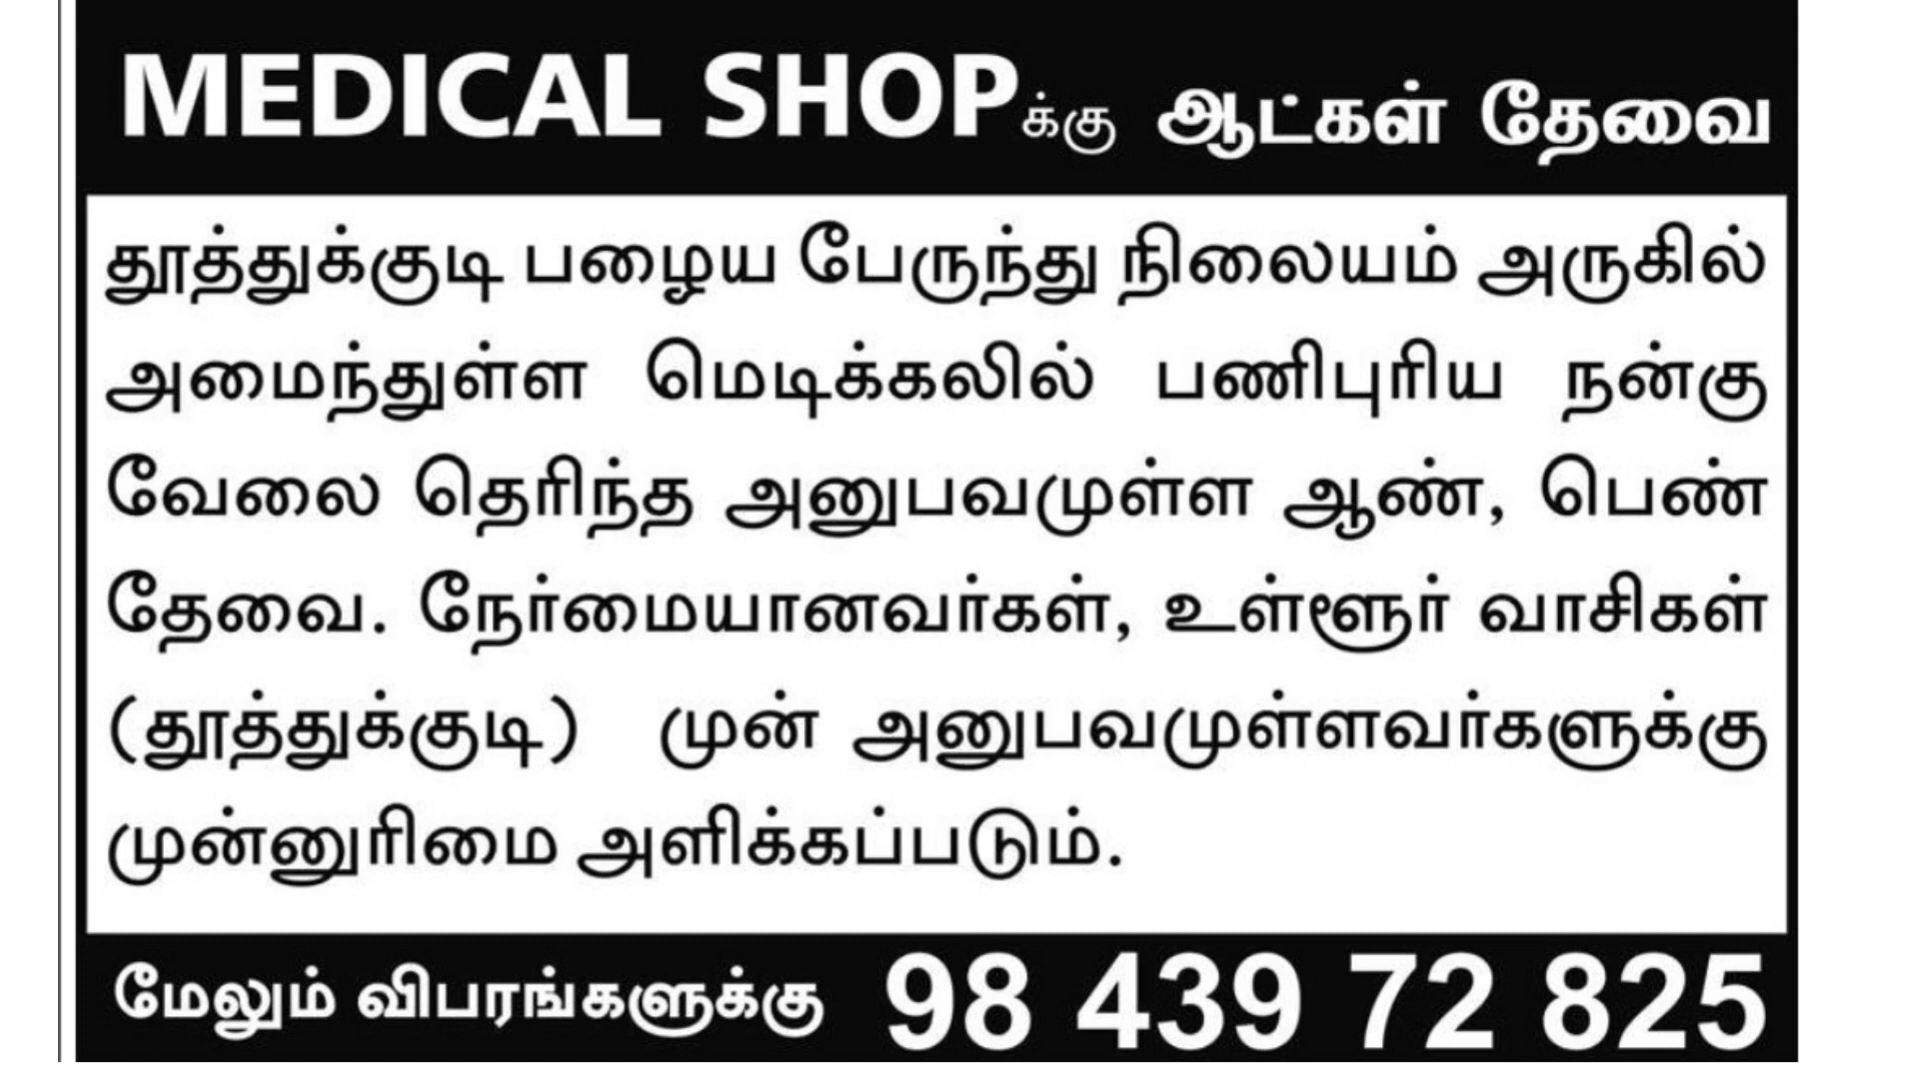 MEDICAL SHOPக்கு ஆட்கள் தேவை
தூத்துக்குடி பழைய பேருந்து நிலையம் அருகில்
அமைந்துள்ள மெடிக்கலில் பணிபுரிய நன்கு
வேலை தெரிந்த அனுபவமுள்ள ஆண், பெண்
தேவை. நேர்மையானவர்கள், உள்ளூர் வாசிகள்
(தூத்துக்குடி) முன் அனுபவமுள்ளவர்களுக்கு
முன்னுரிமை அளிக்கப்படும்.
மேலும் விபரங்களுக்கு 98 439 72 825